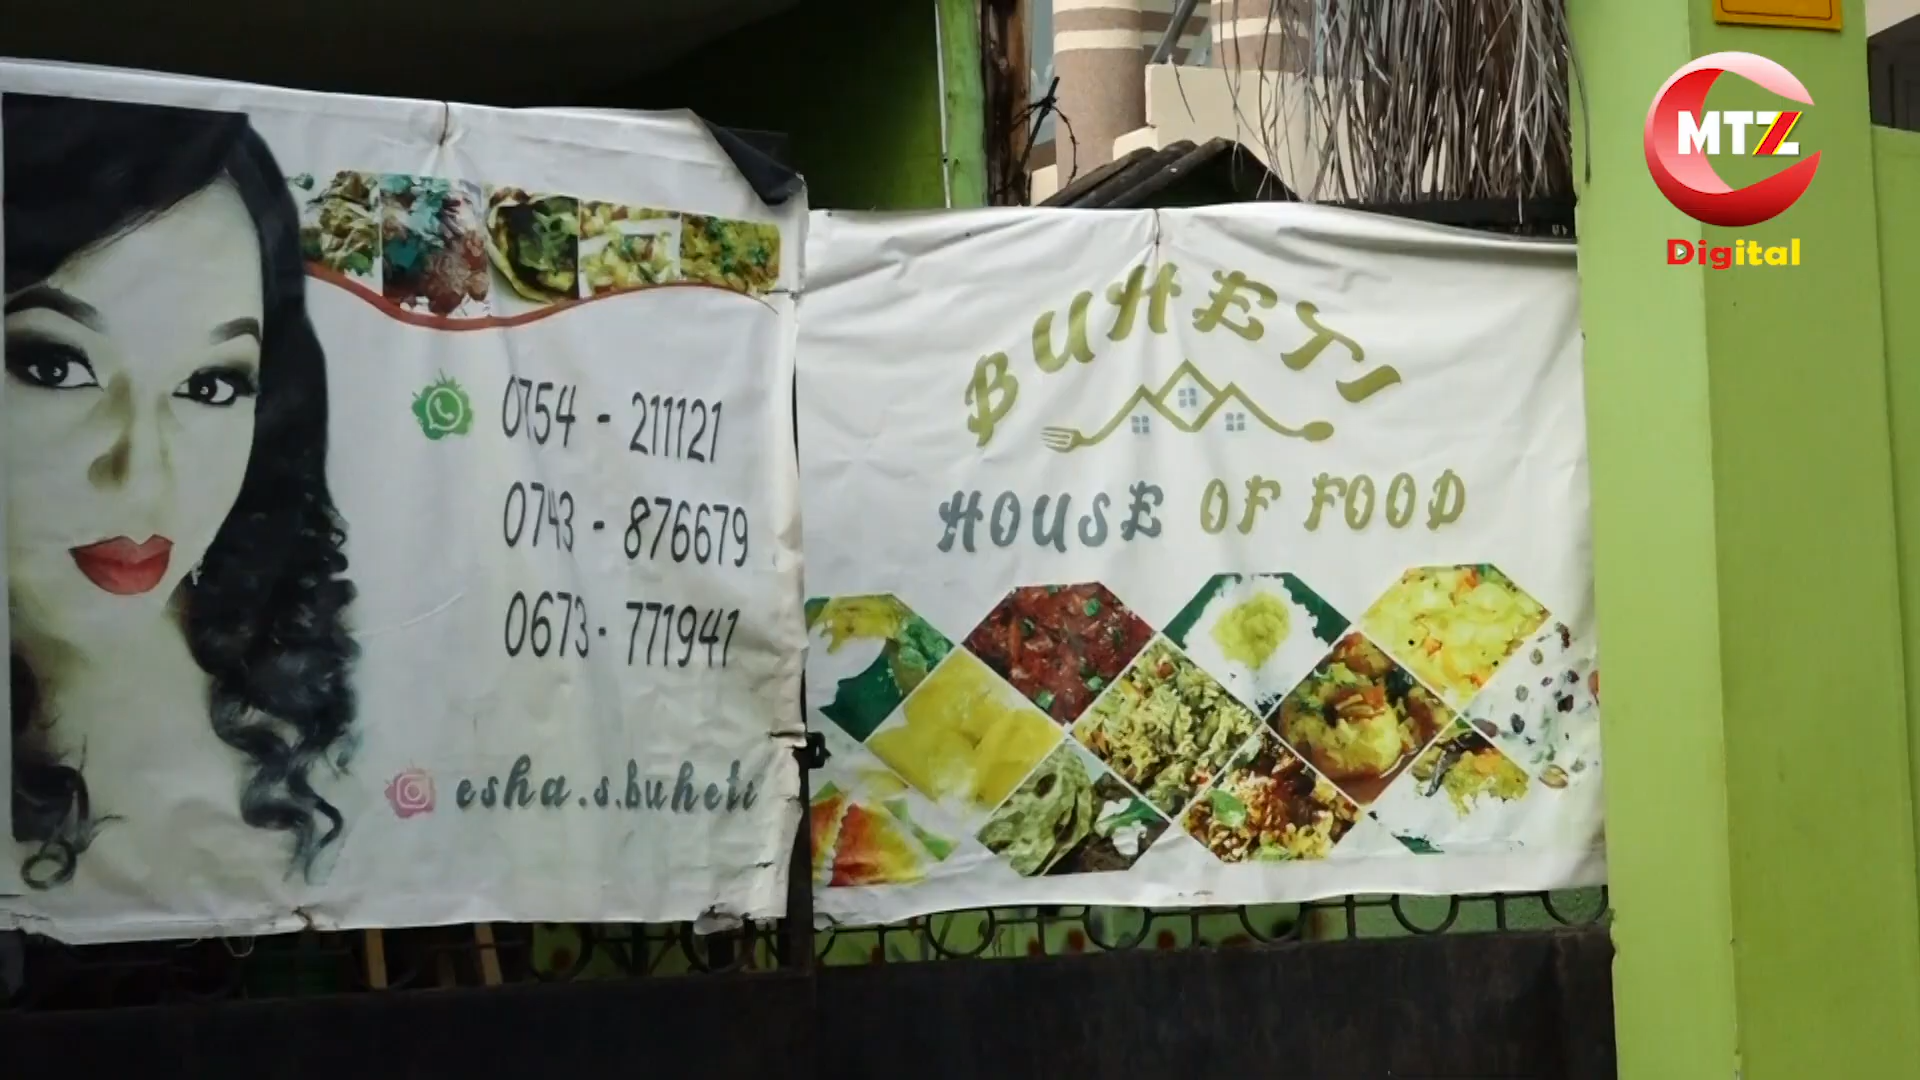 0754 - 211121
0743 - 876679
0673 - 771941
esha.s.buheti
BUHETI
HOUSE OF FOOD
MTZ
Digital